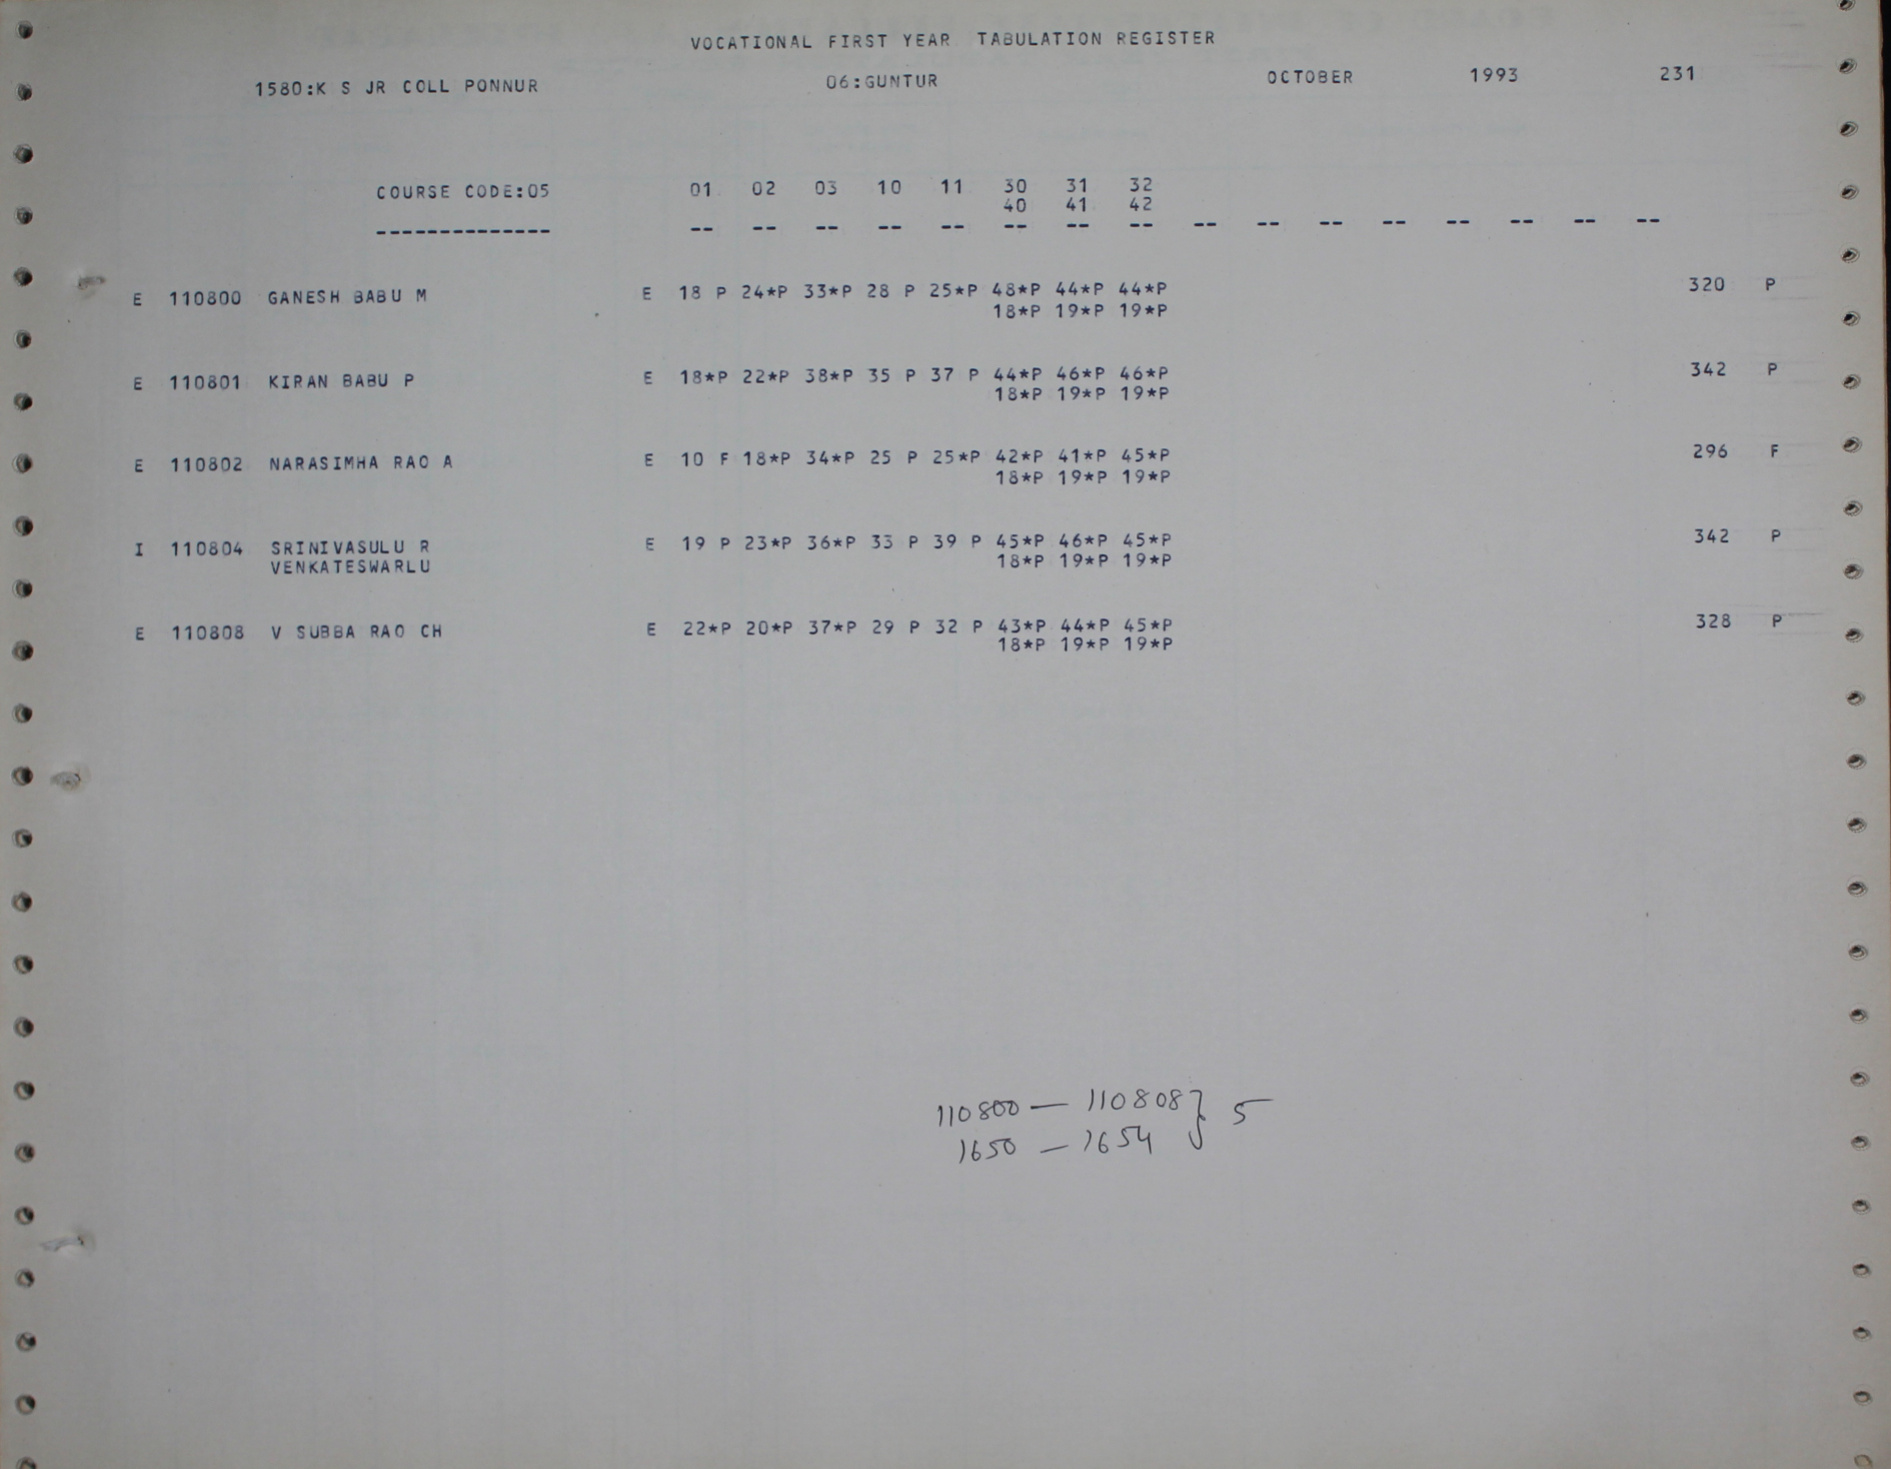 VOCATIONAL FIRST YEAR TABULATION REGISTER
1580:K S JR COLL PONNUR 06:GUNTUR OCTOBER 1993 231
COURSE CODE:05 01 02 03 10 11 30 31 32
40 41 42
-------------- -- -- -- -- -- -- -- -- -- -- -- -- -- -- -- --
E 110800 GANESH BABU M E 18 P 24*P 33*P 28 P 25*P 48*P 44*P 44*P 320 P
18*P 19*P 19*P
E 110801 KIRAN BABU P E 18*P 22*P 38*P 35 P 37 P 44*P 46*P 46*P 342 P
18*P 19*P 19*P
E 110802 NARASIMHA RAO A E 10 F 18*P 34*P 25 P 25*P 42*P 41*P 45*P 296 F
18*P 19*P 19*P
I 110804 SRINIVASULU R E 19 P 23*P 36*P 33 P 39 P 45*P 46*P 45*P 342 P
VENKATESWARLU 18*P 19*P 19*P
E 110808 V SUBBA RAO CH E 22*P 20*P 37*P 29 P 32 P 43*P 44*P 45*P 328 P
18*P 19*P 19*P
110800 — 110808 } 5
1650 — 1654